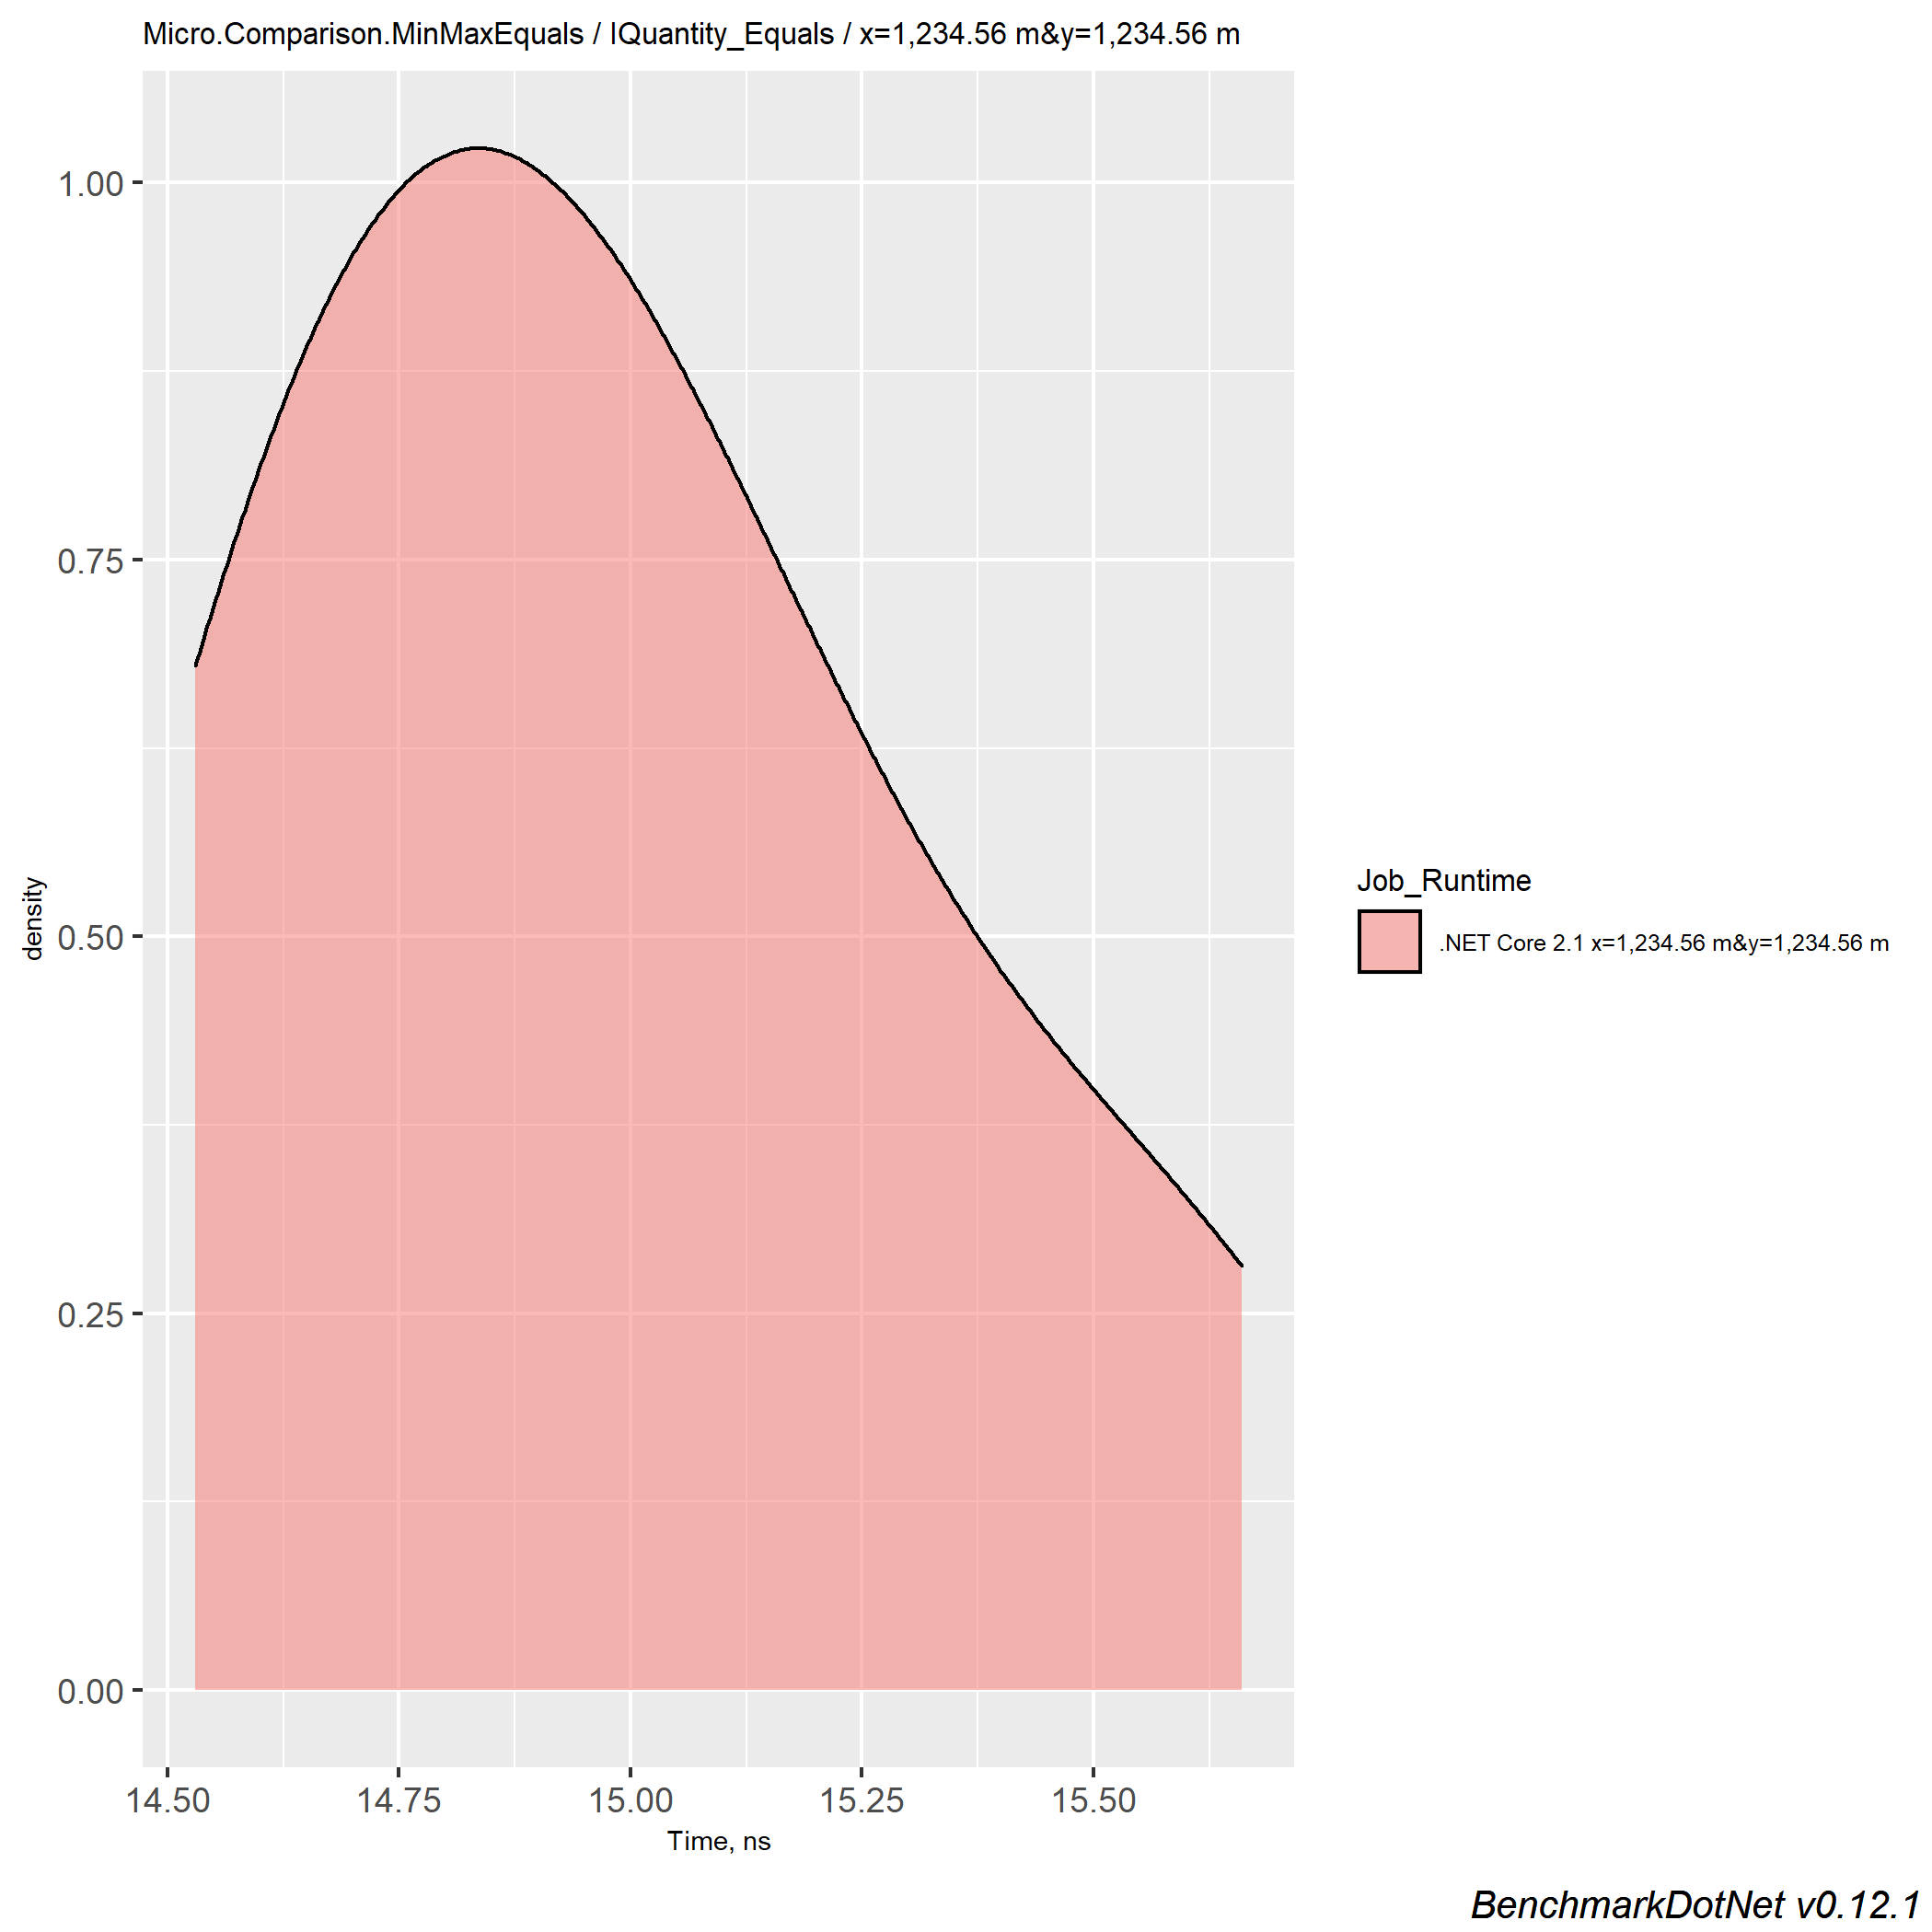 Micro.Comparison.MinMaxEquals / IQuantity_Equals / x=1,234.56 m&y=1,234.56 m
1.00
0.75
0.50
0.25
0.00
density
14.50 14.75 15.00 15.25 15.50
Time, ns
Job_Runtime
.NET Core 2.1 x=1,234.56 m&y=1,234.56 m
BenchmarkDotNet v0.12.1